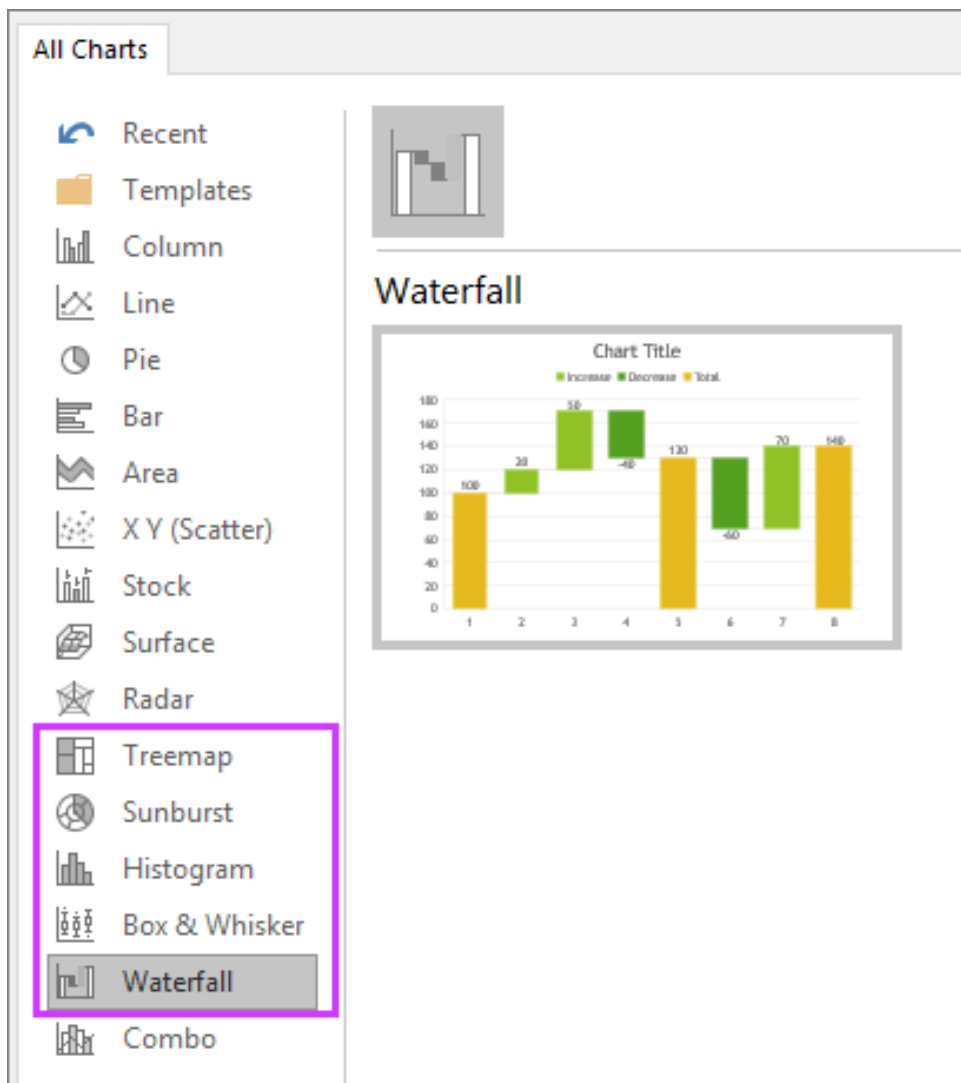 All Charts
Recent
Templates
Column
Line
Pie
Bar
Area
X Y (Scatter)
Stock
Surface
Radar
Treemap
Sunburst
Histogram
Box & Whisker
Waterfall
Combo
Waterfall
Chart Title
Increase Decrease Total
180
160
140
120
100
80
60
40
20
0
100
20
50
-40
130
-60
70
140
1 2 3 4 5 6 7 8